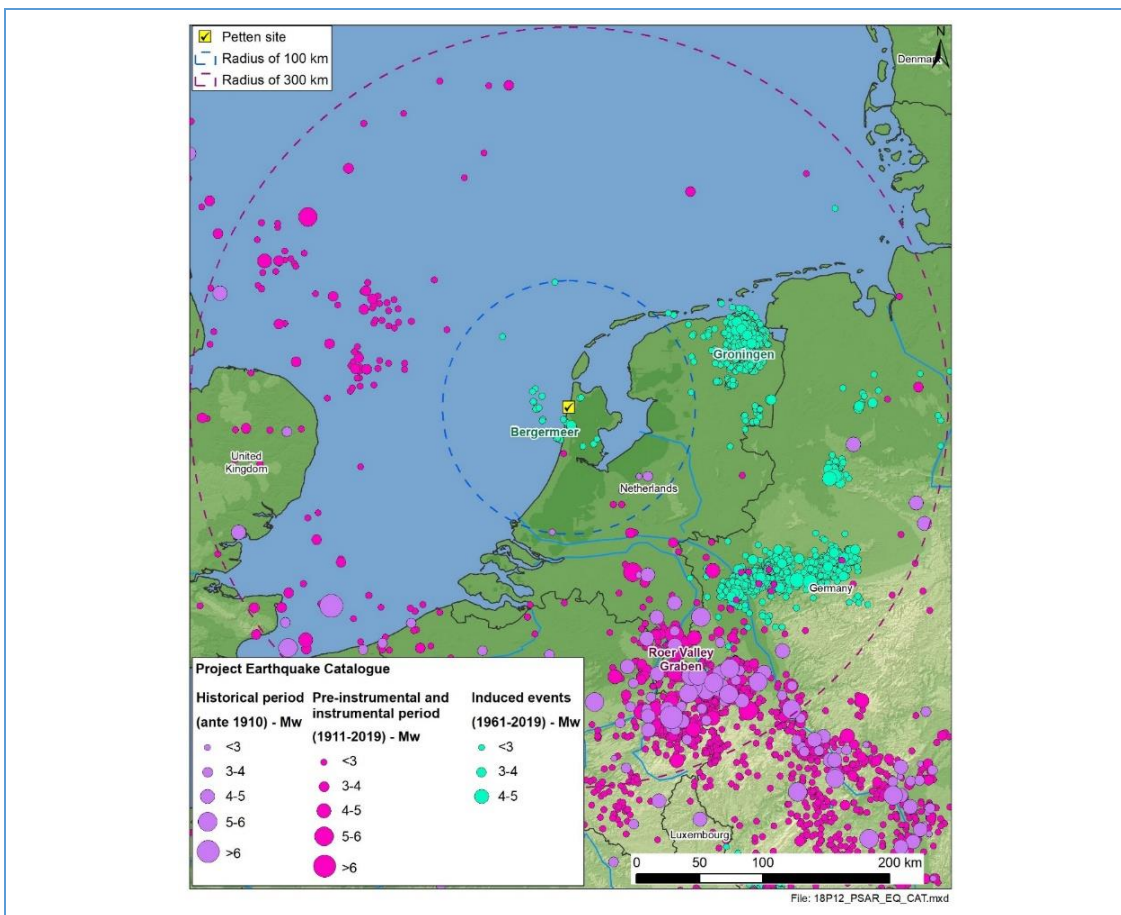 Petten site
Radius of 100 km
Radius of 300 km
N
Denmark
Groningen
Bergermeer
United
Kingdom
Netherlands
Germany
Roer Valley
Graben
Luxembourg
Project Earthquake Catalogue
Historical period
(ante 1910) - Mw
<3
3-4
4-5
5-6
>6
Pre-instrumental and
instrumental period
(1911-2019) - Mw
<3
3-4
4-5
5-6
>6
Induced events
(1961-2019) - Mw
<3
3-4
4-5
0 50 100 200 km
File: 18P12_PSAR_EQ_CAT.mxd